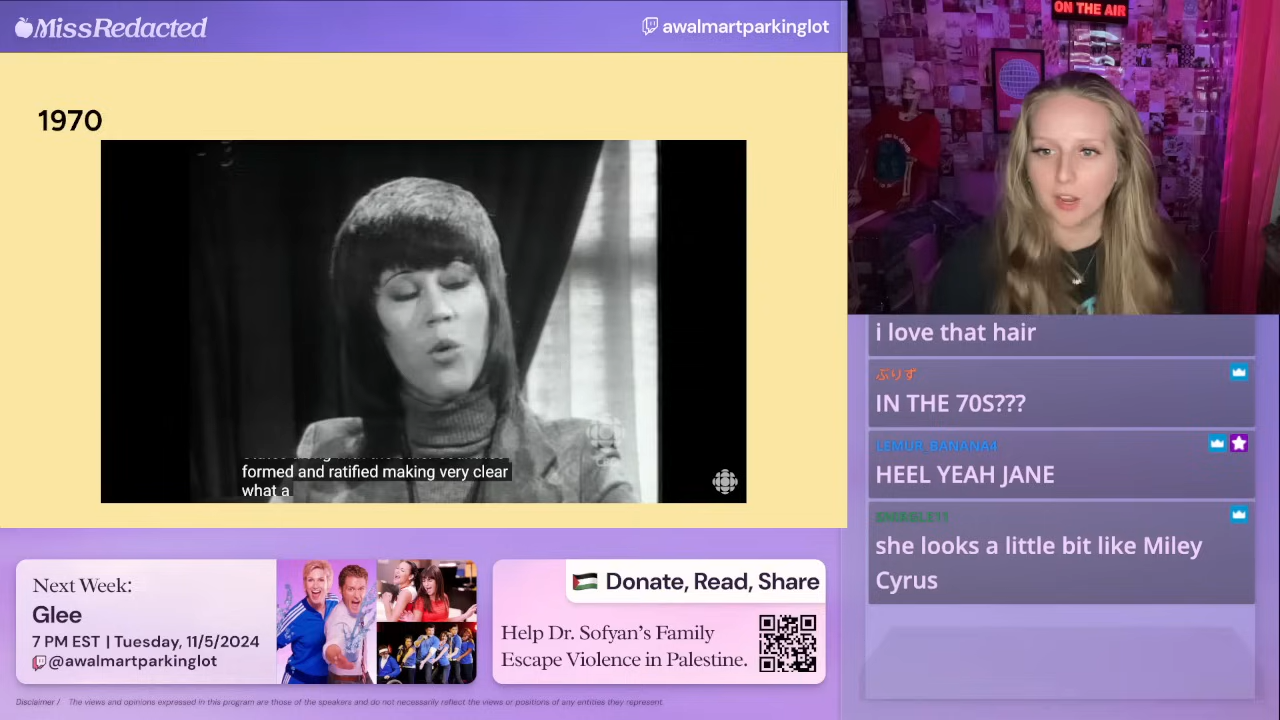 MissRedacted
awalmartparkinglot
ON THE AIR
1970
formed and ratified making very clear
what a
i love that hair
ぷりず
IN THE 70S???
LEMUR_BANANA4
HEEL YEAH JANE
she looks a little bit like Miley
Cyrus
Next Week:
Glee
7 PM EST | Tuesday, 11/5/2024
@awalmartparkinglot
Donate, Read, Share
Help Dr. Sofyan's Family
Escape Violence in Palestine.
Disclaimer / The views and opinions expressed in this program are those of the speakers and do not necessarily reflect the views or positions of any entities they represent.